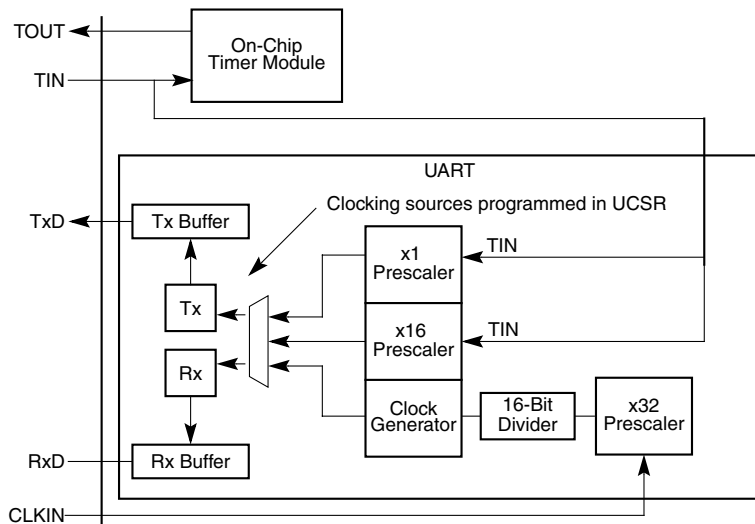 TOUT
On-Chip
Timer Module
TIN
UART
Clocking sources programmed in UCSR
TxD
Tx Buffer
x1
Prescaler
TIN
Tx
x16
Prescaler
TIN
Rx
Clock
Generator
16-Bit
Divider
x32
Prescaler
RxD
Rx Buffer
CLKIN